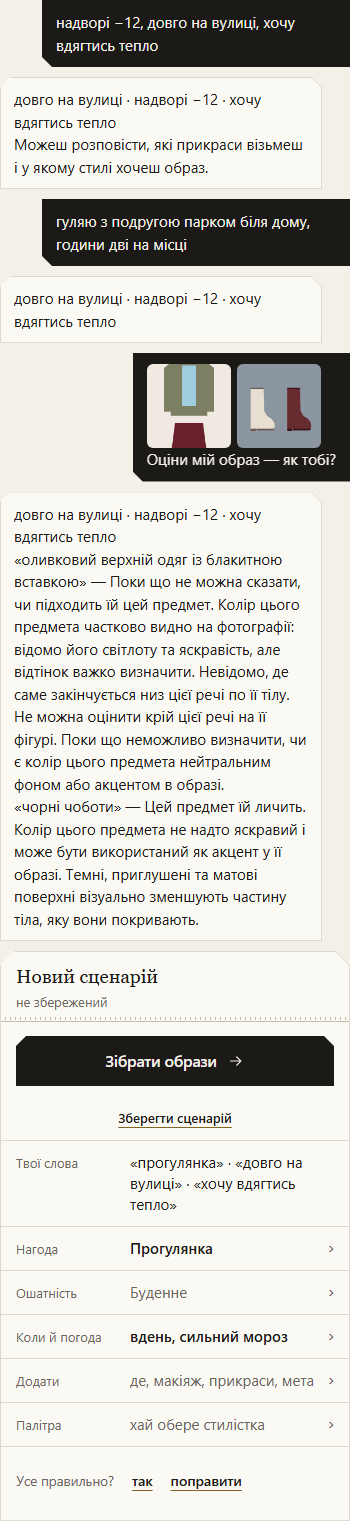 надворі −12, довго на вулиці, хочу
вдягтись тепло
довго на вулиці · надворі −12 · хочу
вдягтись тепло
Можеш розповісти, які прикраси візьмеш
і у якому стилі хочеш образ.
гуляю з подругою парком біля дому,
години дві на місці
довго на вулиці · надворі −12 · хочу
вдягтись тепло
Оціни мій образ — як тобі?
довго на вулиці · надворі −12 · хочу
вдягтись тепло
«оливковий верхній одяг із блакитною
вставкою» — Поки що не можна сказати,
чи підходить їй цей предмет. Колір цього
предмета частково видно на фотографії:
відомо його світлоту та яскравість, але
відтінок важко визначити. Невідомо, де
саме закінчується низ цієї речі по її тілу.
Не можна оцінити крій цієї речі на її
фігурі. Поки що неможливо визначити, чи
є колір цього предмета нейтральним
фоном або акцентом в образі.
«чорні чоботи» — Цей предмет їй личить.
Колір цього предмета не надто яскравий і
може бути використаний як акцент у її
образі. Темні, приглушені та матові
поверхні візуально зменшують частину
тіла, яку вони покривають.
Новий сценарій
не збережений
Зібрати образи →
Зберегти сценарій
Твої слова «прогулянка» · «довго на
вулиці» · «хочу вдягтись
тепло»
Нагода Прогулянка ›
Ошатність Буденне ›
Коли й погода вдень, сильний мороз ›
Додати де, макіяж, прикраси, мета ›
Палітра хай обере стилістка ›
Усе правильно? так поправити